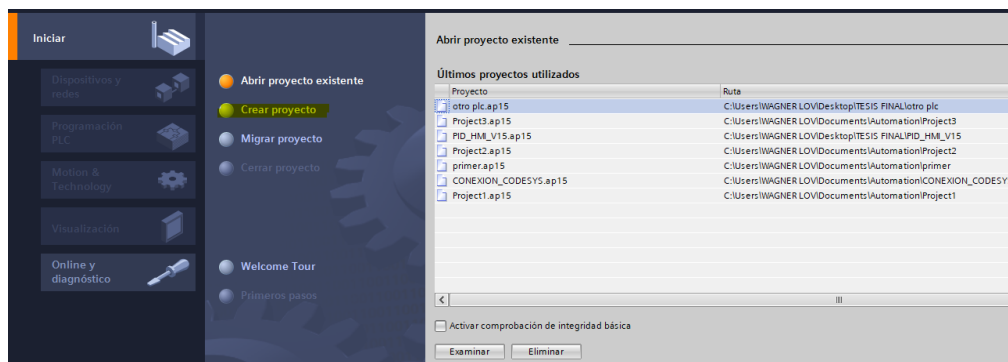 Iniciar
Dispositivos y
redes
Programación
PLC
Motion &
Technology
Visualización
Online y
diagnóstico
Abrir proyecto existente
Crear proyecto
Migrar proyecto
Cerrar proyecto
Welcome Tour
Primeros pasos
Abrir proyecto existente
Últimos proyectos utilizados
Proyecto Ruta
otro plc.ap15 C:\Users\WAGNER LOV\Desktop\TESIS FINAL\otro plc
Project3.ap15 C:\Users\WAGNER LOV\Documents\Automation\Project3
PID_HMI_V15.ap15 C:\Users\WAGNER LOV\Desktop\TESIS FINAL\PID_HMI_V15
Project2.ap15 C:\Users\WAGNER LOV\Documents\Automation\Project2
primer.ap15 C:\Users\WAGNER LOV\Documents\Automation\primer
CONEXION_CODESYS.ap15 C:\Users\WAGNER LOV\Documents\Automation\CONEXION_CODESY
Project1.ap15 C:\Users\WAGNER LOV\Documents\Automation\Project1
Activar comprobación de integridad básica
Examinar Eliminar